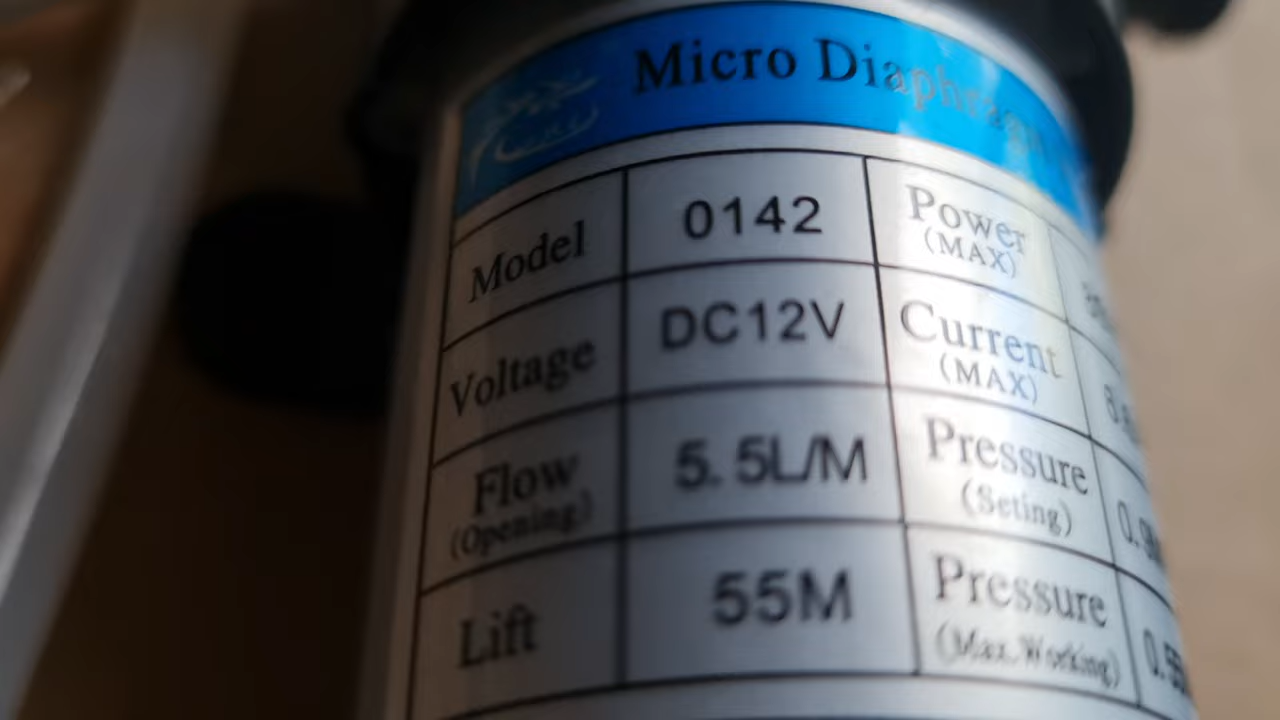 Micro Diaphragm
Model 0142 Power
(MAX)
Voltage DC12V Current
(MAX)
Flow 5.5L/M Pressure
(Opening) (Seting)
Lift 55M Pressure
(Max.Working)